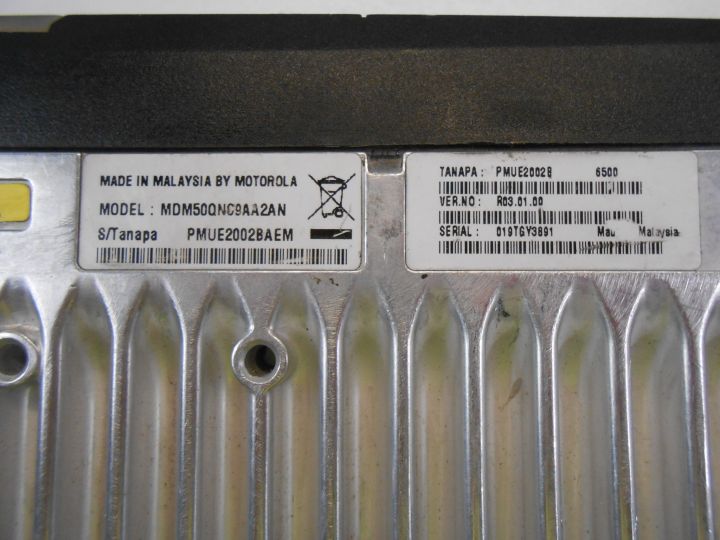 MADE IN MALAYSIA BY MOTOROLA
MODEL : MDM50QNC9AA2AN
S/Tanapa PMUE2002BAEM
TANAPA : PMUE2002B 6500
VER.NO : R03.01.00
SERIAL : 019TGY3891 Malaysia